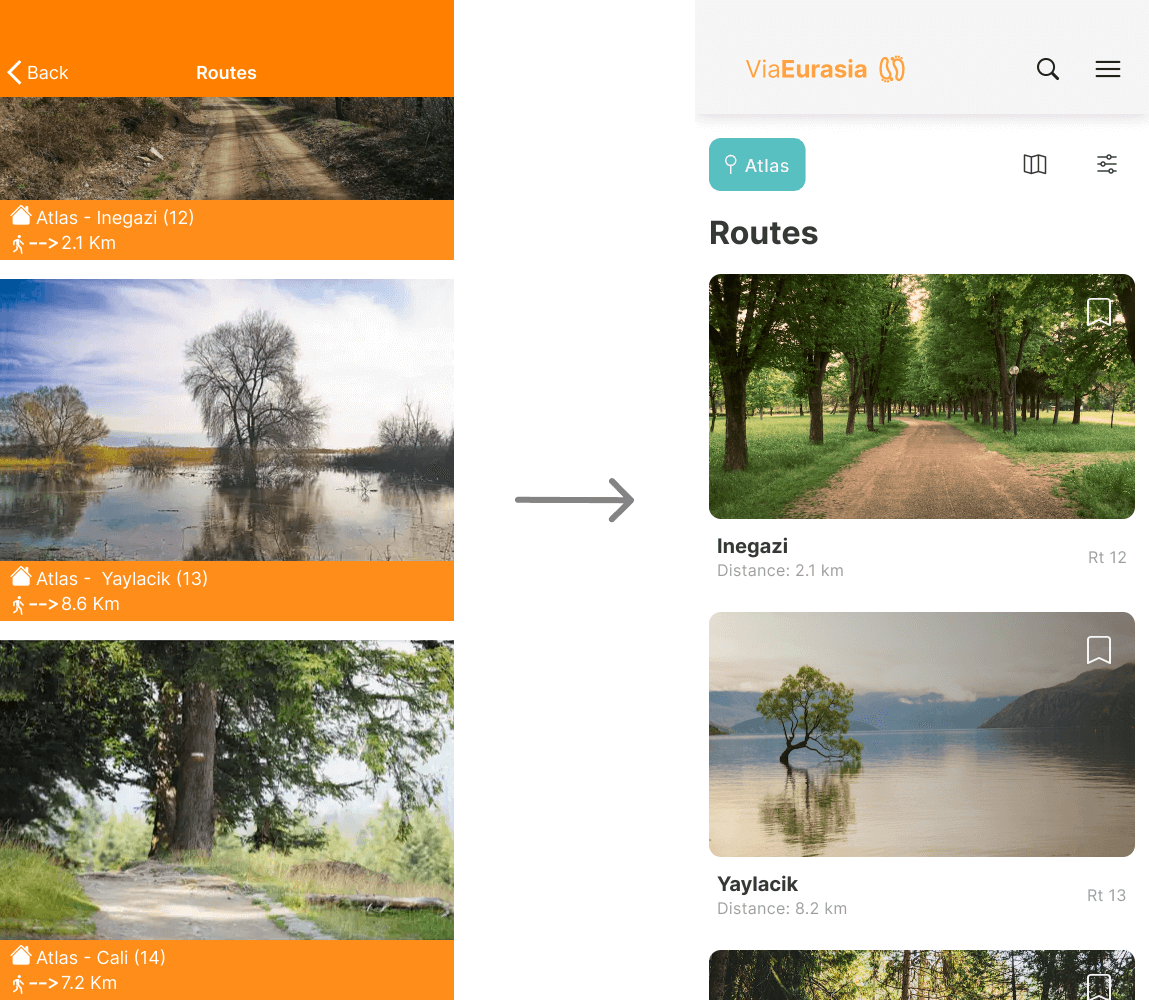 Back
Routes
Atlas - Inegazi (12)
-->2.1 Km
Atlas -  Yaylacik (13)
-->8.6 Km
Atlas - Cali (14)
-->7.2 Km
ViaEurasia
Atlas
Routes
Inegazi
Distance: 2.1 km
Rt 12
Yaylacik
Distance: 8.2 km
Rt 13